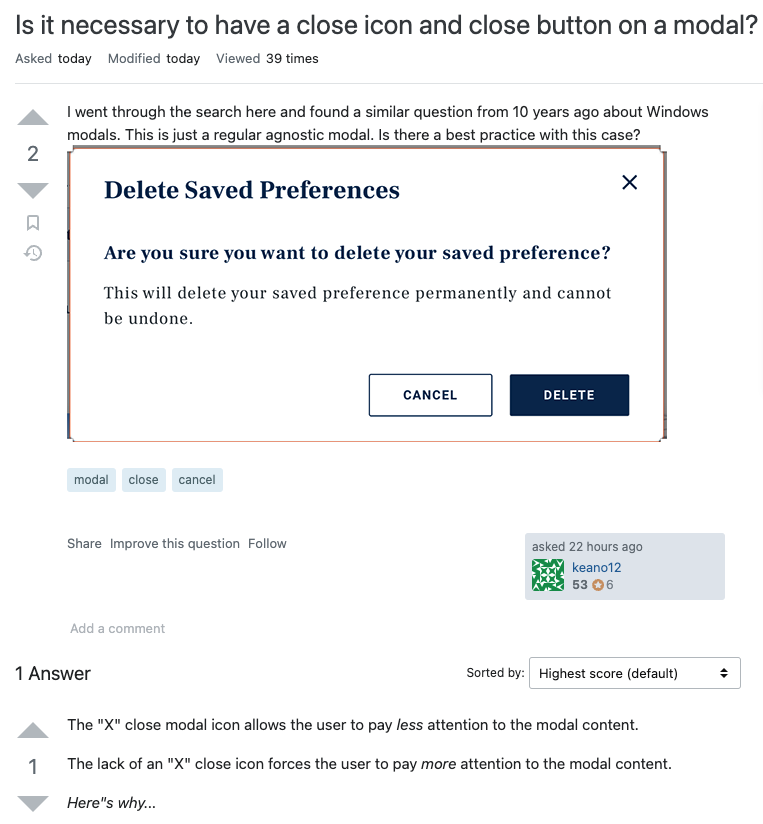 Is it necessary to have a close icon and close button on a modal?
Asked today Modified today Viewed 39 times
I went through the search here and found a similar question from 10 years ago about Windows
modals. This is just a regular agnostic modal. Is there a best practice with this case?
2
Delete Saved Preferences
Are you sure you want to delete your saved preference?
This will delete your saved preference permanently and cannot
be undone.
CANCEL DELETE
modal close cancel
Share Improve this question Follow
asked 22 hours ago
keano12
53 6
Add a comment
1 Answer
Sorted by: Highest score (default)
The "X" close modal icon allows the user to pay less attention to the modal content.
1
The lack of an "X" close icon forces the user to pay more attention to the modal content.
Here"s why...